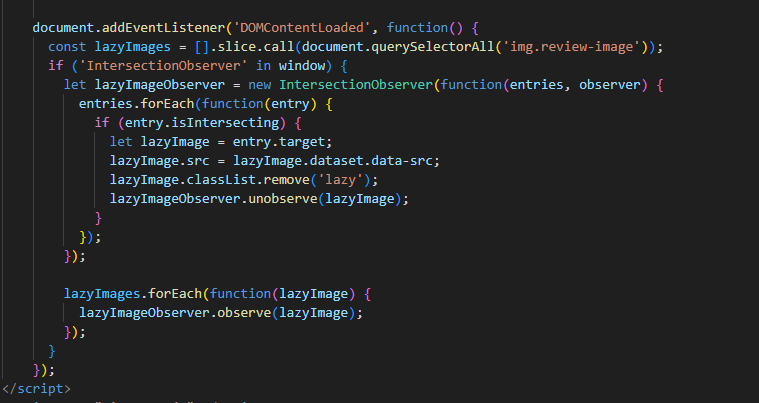 document.addEventListener('DOMContentLoaded', function() {
const lazyImages = [].slice.call(document.querySelectorAll('img.review-image'));
if ('IntersectionObserver' in window) {
let lazyImageObserver = new IntersectionObserver(function(entries, observer) {
entries.forEach(function(entry) {
if (entry.isIntersecting) {
let lazyImage = entry.target;
lazyImage.src = lazyImage.dataset.data-src;
lazyImage.classList.remove('lazy');
lazyImageObserver.unobserve(lazyImage);
}
});
});
lazyImages.forEach(function(lazyImage) {
lazyImageObserver.observe(lazyImage);
});
}
});
</script>